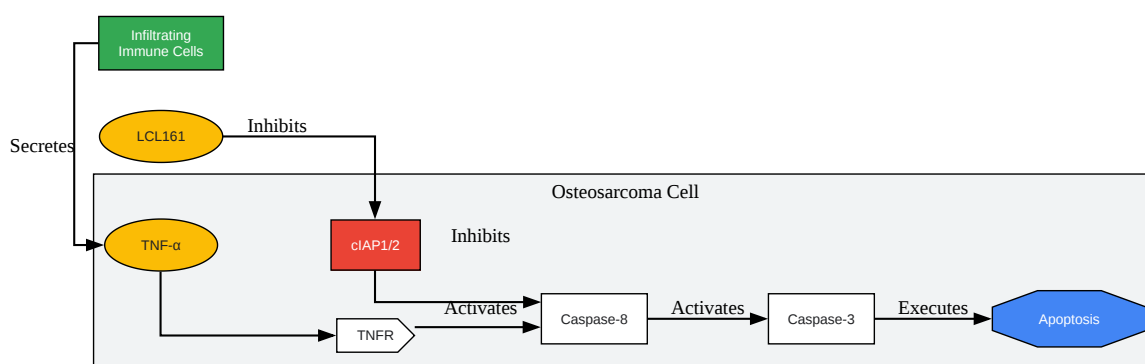 Infiltrating
Immune Cells
LCL161
Inhibits
Secretes
Osteosarcoma Cell
TNF-α
cIAP1/2
Inhibits
Activates
TNFR
Caspase-8
Activates
Caspase-3
Executes
Apoptosis